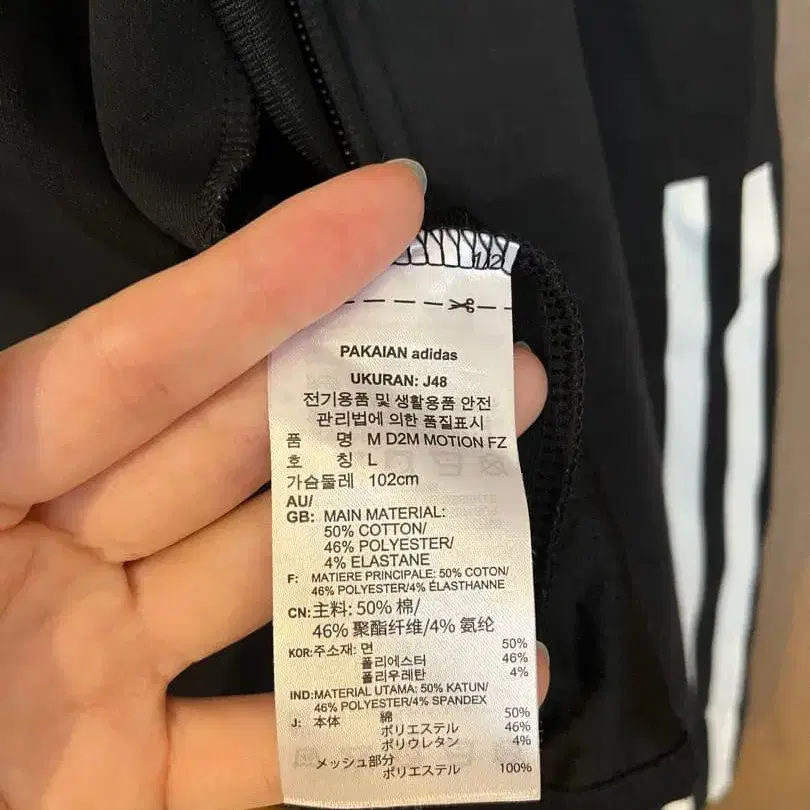 1/2
PAKAIAN adidas
UKURAN: J48
전기용품 및 생활용품 안전
관리법에 의한 품질표시
품 명 M D2M MOTION FZ
호 칭 L
가슴둘레 102cm
AU/
GB: MAIN MATERIAL:
50% COTTON/
46% POLYESTER/
4% ELASTANE
F: MATIERE PRINCIPALE: 50% COTON/
46% POLYESTER/4% ÉLASTHANNE
CN:主料: 50% 棉/
46% 聚酯纤维/4% 氨纶
KOR:주소재: 면 50%
폴리에스터 46%
폴리우레탄 4%
IND:MATERIAL UTAMA: 50% KATUN/
46% POLYESTER/4% SPANDEX
J: 本体 綿 50%
ポリエステル 46%
ポリウレタン 4%
メッシュ部分
ポリエステル 100%